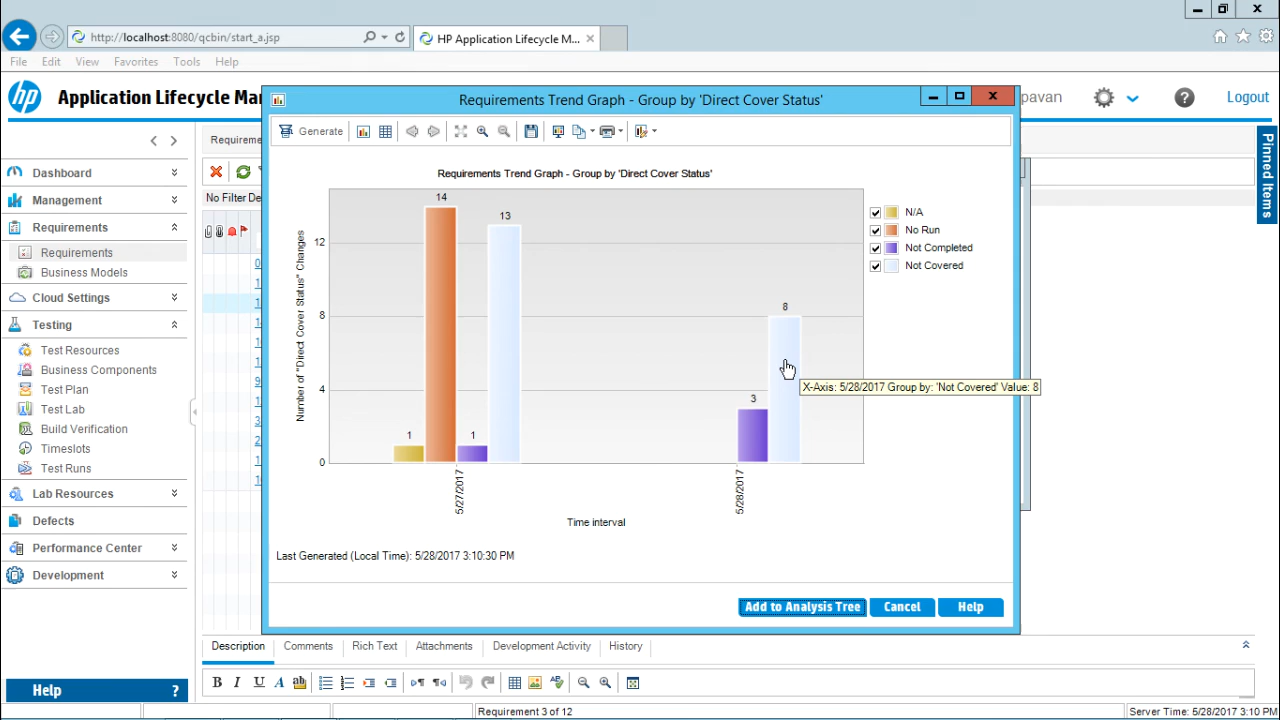 http://localhost:8080/qcbin/start_a.jsp
HP Application Lifecycle M...
File Edit View Favorites Tools Help
hp
Application Lifecycle Ma
pavan
Logout
Requirements Trend Graph - Group by 'Direct Cover Status'
Generate
Requireme
No Filter De
Dashboard
Management
Requirements
Requirements
Business Models
Cloud Settings
Testing
Test Resources
Business Components
Test Plan
Test Lab
Build Verification
Timeslots
Test Runs
Lab Resources
Defects
Performance Center
Development
Help ?
Pinned Items
Requirements Trend Graph - Group by 'Direct Cover Status'
Number of "Direct Cover Status" Changes
12
8
4
0
1
14
1
13
3
8
5/27/2017
5/28/2017
Time interval
N/A
No Run
Not Completed
Not Covered
X-Axis: 5/28/2017 Group by: 'Not Covered' Value: 8
Last Generated (Local Time): 5/28/2017 3:10:30 PM
Add to Analysis Tree
Cancel
Help
Description Comments Rich Text Attachments Development Activity History
B I U A ab
Requirement 3 of 12
Server Time: 5/28/2017 3:10 PM